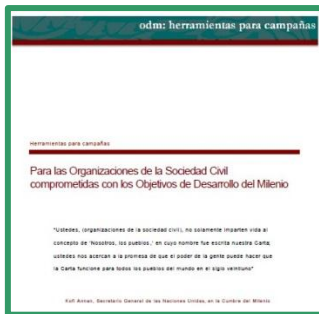 odm: herramientas para campañas
Herramientas para campañas
Para las Organizaciones de la Sociedad Civil
comprometidas con los Objetivos de Desarrollo del Milenio
"Ustedes, (organizaciones de la sociedad civil), no solamente imparten vida al
concepto de 'Nosotros, los pueblos,' en cuyo nombre fue escrita nuestra Carta;
ustedes nos acercan a la promesa de que el poder de la gente puede hacer que
la Carta funcione para todos los pueblos del mundo en el siglo veintiuno"
Kofi Annan, Secretario General de las Naciones Unidas, en la Cumbre del Milenio